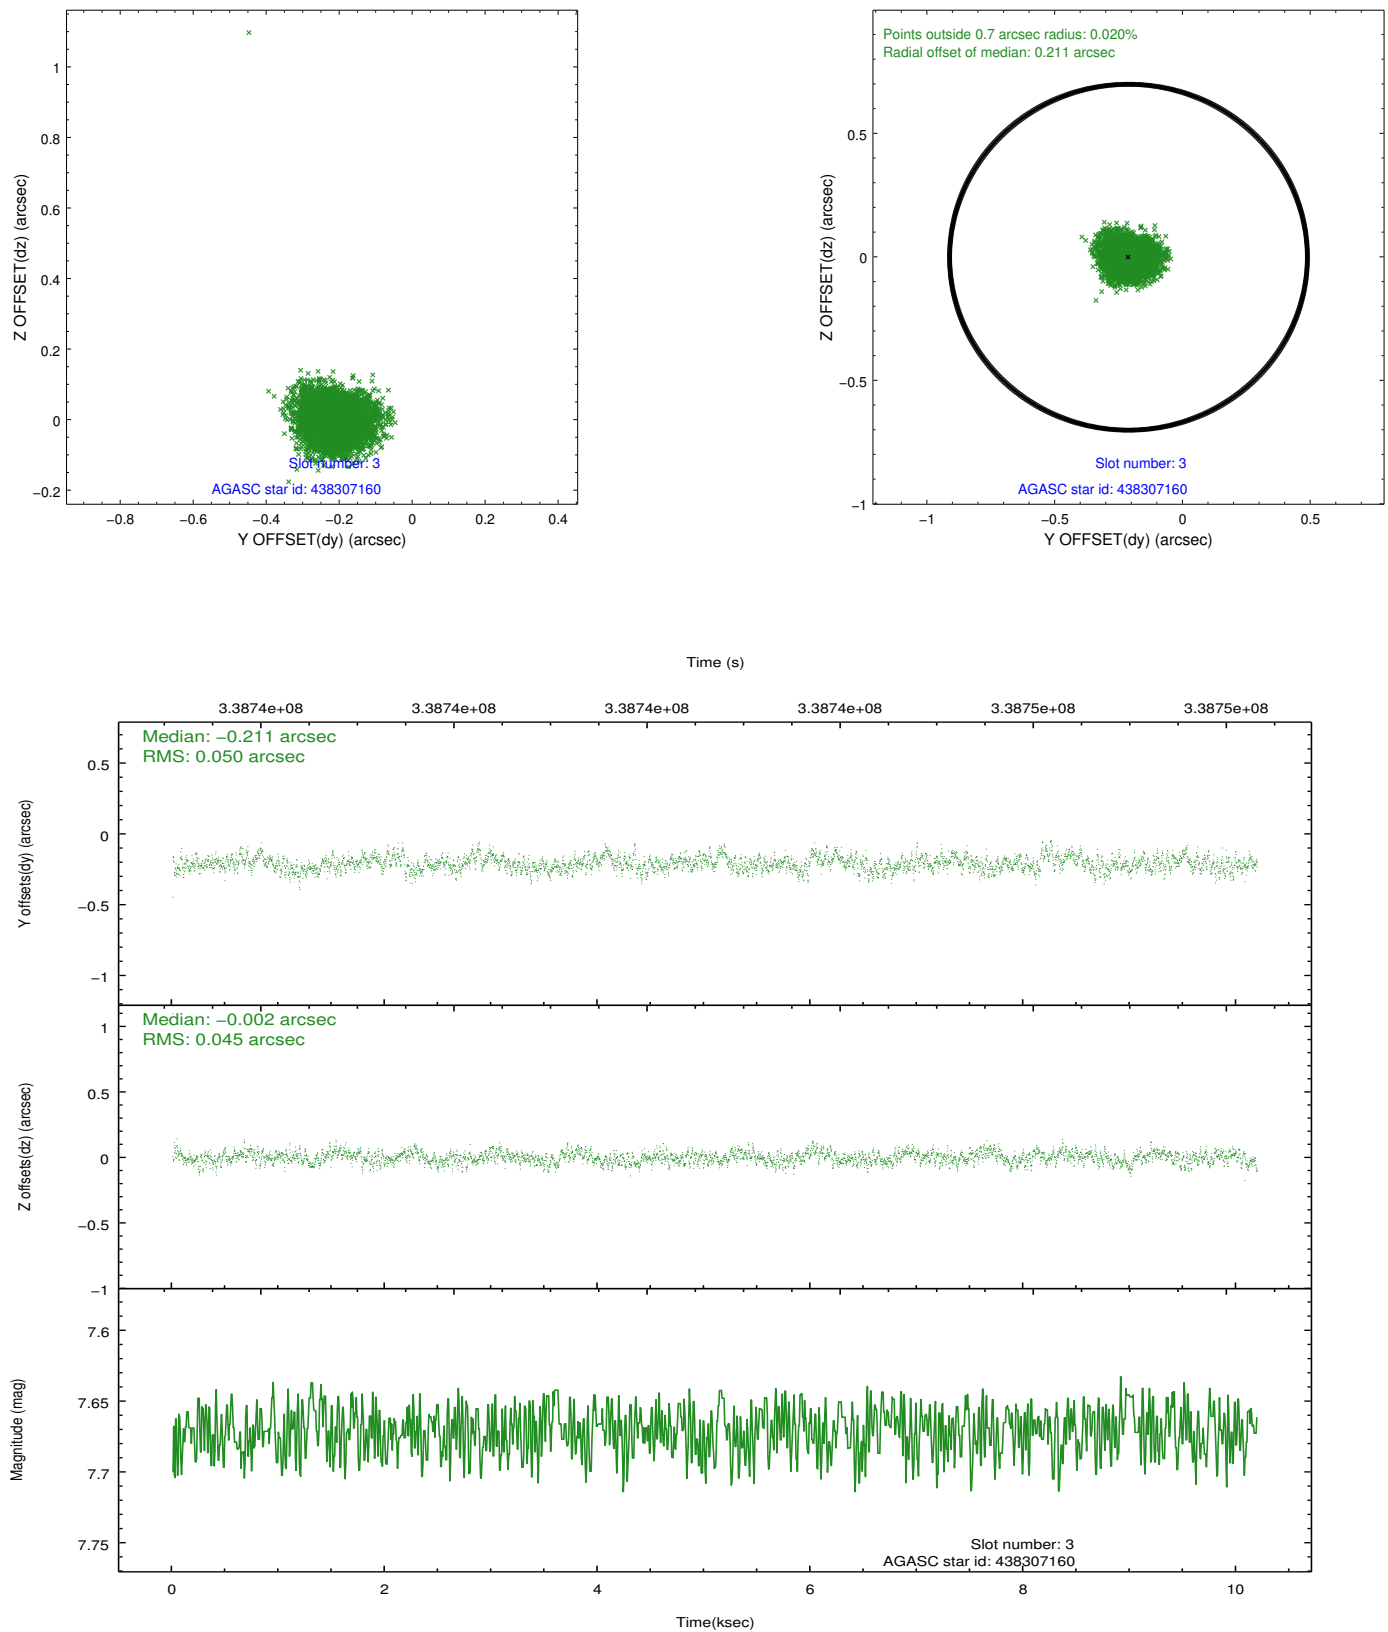 1
0.8
0.6
0.4
0.2
0
−0.2
−0.8
−0.6
−0.4
−0.2
0
0.2
0.4
Z OFFSET(dz) (arcsec)
Y OFFSET(dy) (arcsec)
Slot number: 3
AGASC star id: 438307160
Points outside 0.7 arcsec radius: 0.020%
Radial offset of median: 0.211 arcsec
0.5
0
−0.5
−1
−1
−0.5
0
0.5
Z OFFSET(dz) (arcsec)
Y OFFSET(dy) (arcsec)
Slot number: 3
AGASC star id: 438307160
Time (s)
3.3874e+08
3.3874e+08
3.3874e+08
3.3874e+08
3.3875e+08
3.3875e+08
Median: −0.211 arcsec
RMS: 0.050 arcsec
0.5
0
−0.5
−1
Y offsets(dy) (arcsec)
Median: −0.002 arcsec
RMS: 0.045 arcsec
1
0.5
0
−0.5
−1
Z offsets(dz) (arcsec)
7.6
7.65
7.7
7.75
Magnitude (mag)
Slot number: 3
AGASC star id: 438307160
0
2
4
6
8
10
Time(ksec)